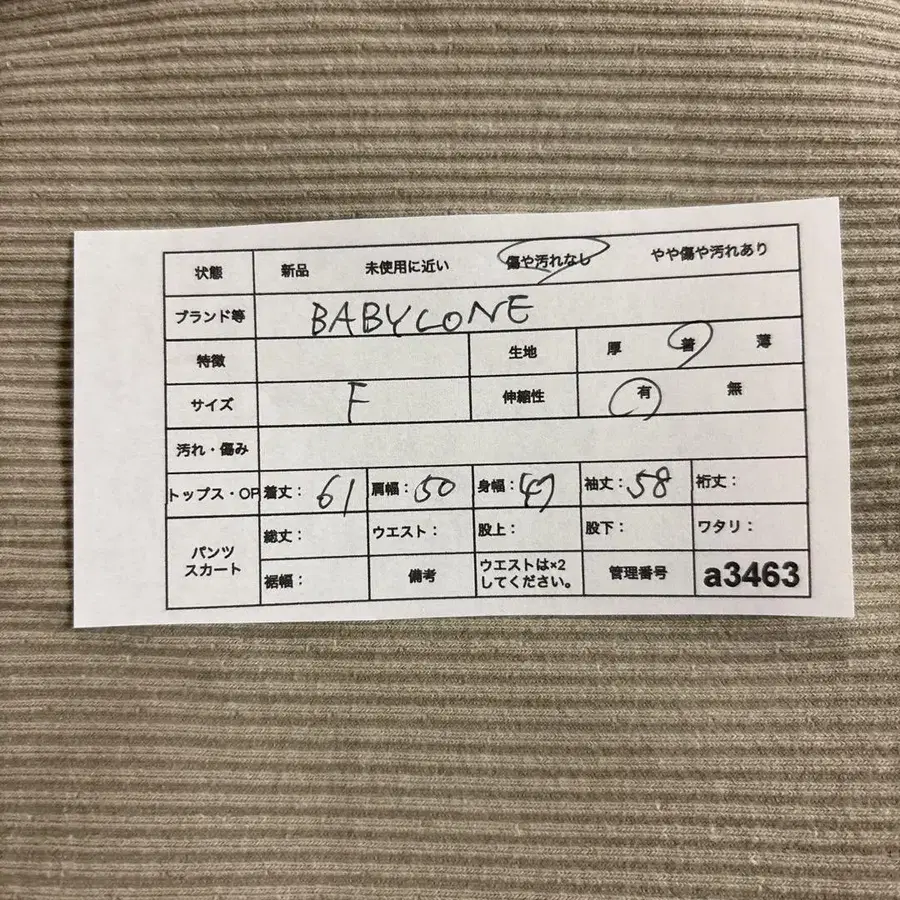 状態 新品 未使用に近い 傷や汚れなし やや傷や汚れあり
ブランド等 BABYLONE
特徴 生地 厚 普 薄
サイズ F 伸縮性 有 無
汚れ・傷み
トップス・OP 着丈: 61 肩幅: 50 身幅: 47 袖丈: 58 裄丈:
パンツ
スカート
総丈: ウエスト: 股上: 股下: ワタリ:
裾幅: 備考 ウエストは×2
してください。 管理番号 a3463